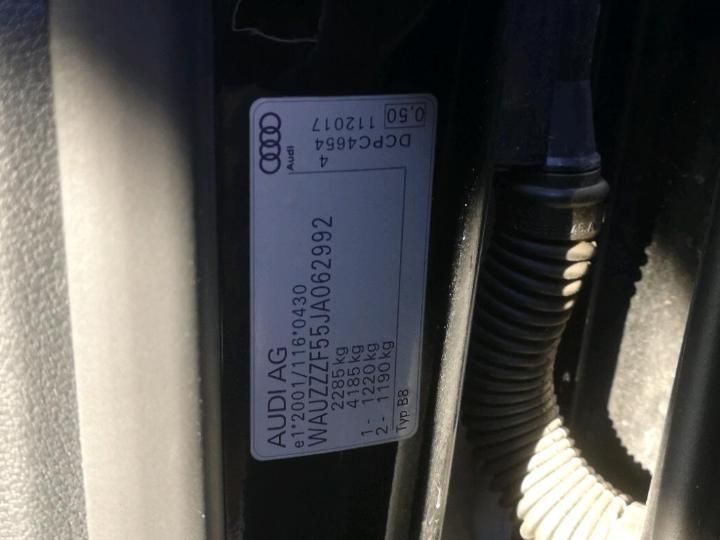 AUDI AG
e1*2001/116*0430
WAUZZZF55JA062992
2285 kg
4185 kg
1- 1220 kg
2- 1190 kg
Typ B8
Audi
4
DCPC4654
112017
0,50